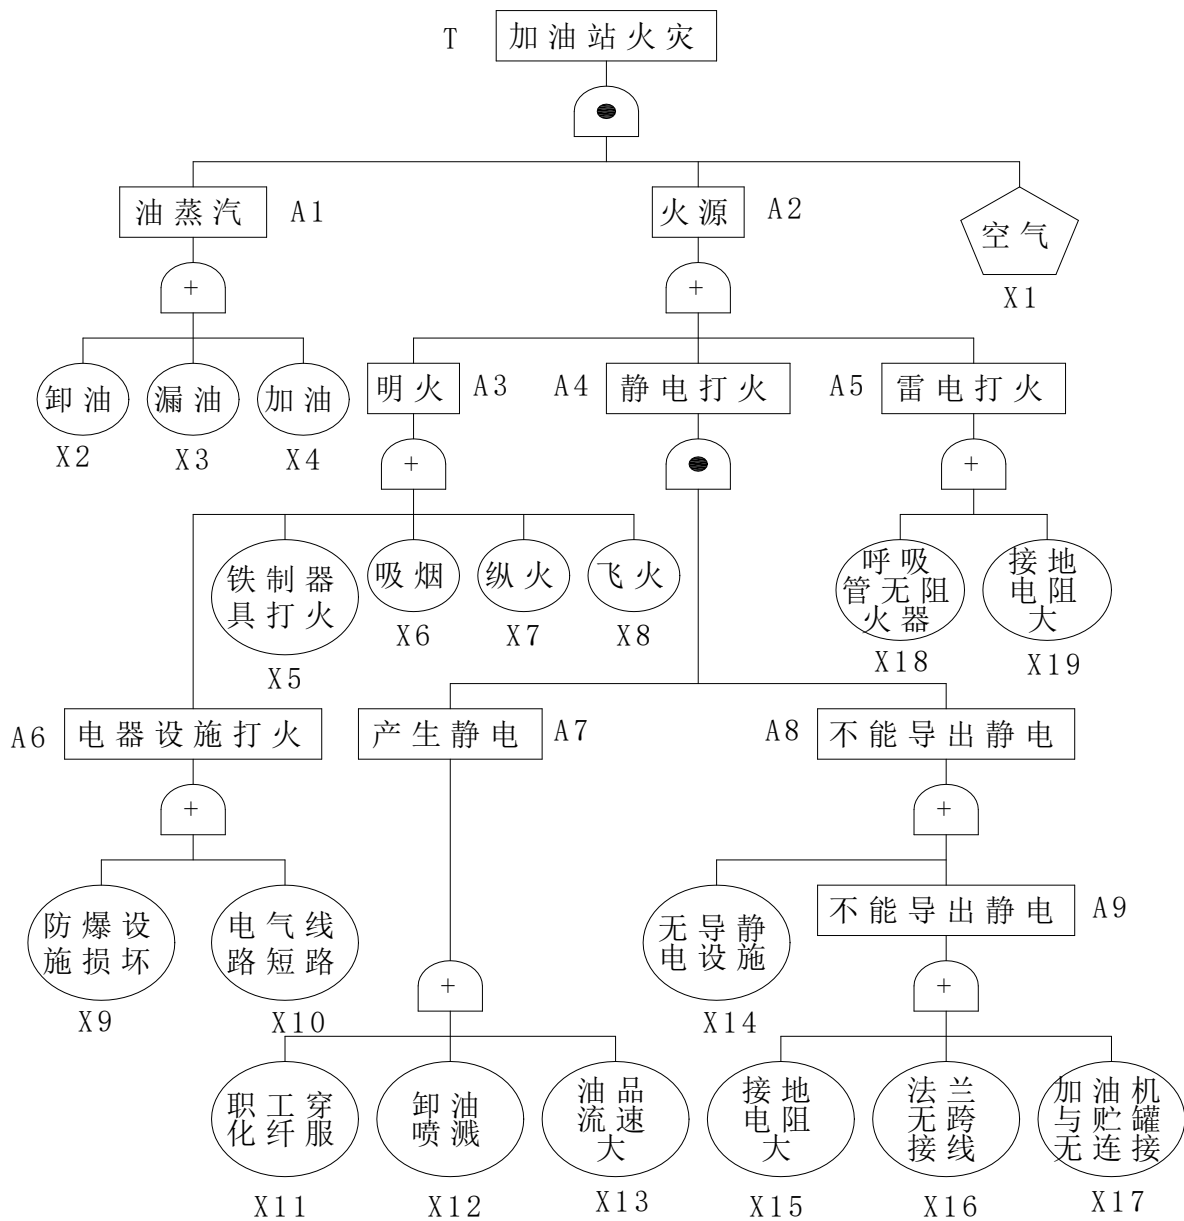 T 加油站火灾
油蒸汽 A1
火源 A2
空气
X1
+
+
卸油
漏油
加油
X2
X3
X4
明火 A3
A4 静电打火
A5 雷电打火
+
+
铁制器
具打火
X5
吸烟
X6
纵火
X7
飞火
X8
呼吸
管无阻
火器
X18
接地
电阻
大
X19
A6 电器设施打火
产生静电 A7
A8 不能导出静电
+
+
防爆设
施损坏
X9
电气线
路短路
X10
无导静
电设施
X14
不能导出静电 A9
+
+
职工穿
化纤服
X11
卸油
喷溅
X12
油品
流速
大
X13
接地
电阻
大
X15
法兰
无跨
接线
X16
加油机
与贮罐
无连接
X17